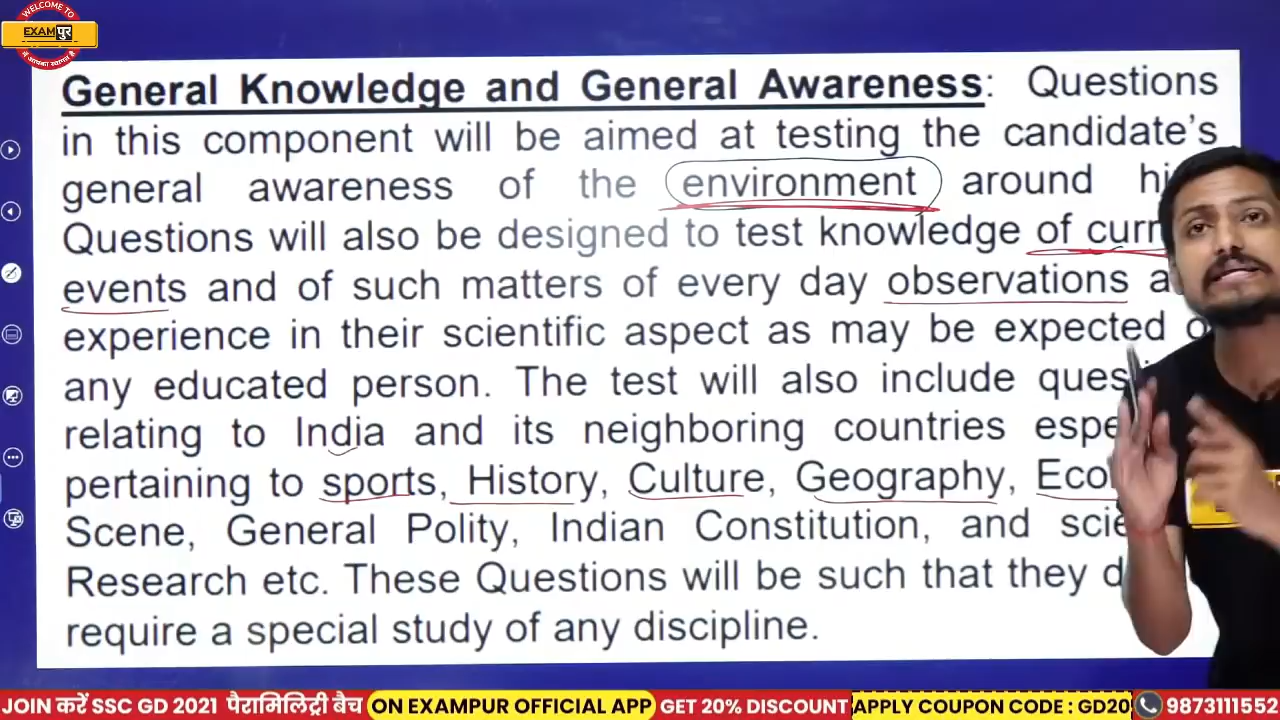 WELCOME TO
EXAMपुर
में आपका स्वागत है
General Knowledge and General Awareness: Questions
in this component will be aimed at testing the candidate's
general awareness of the environment around
Questions will also be designed to test knowledge of
events and of such matters of every day observations
experience in their scientific aspect as may be expected
any educated person. The test will also include
relating to India and its neighboring countries
pertaining to sports, History, Culture, Geography,
Scene, General Polity, Indian Constitution, and
Research etc. These Questions will be such that they
require a special study of any discipline.
JOIN करें SSC GD 2021 पैरामिलिट्री बैच ON EXAMPUR OFFICIAL APP GET 20% DISCOUNT APPLY COUPON CODE : GD20 9873111552